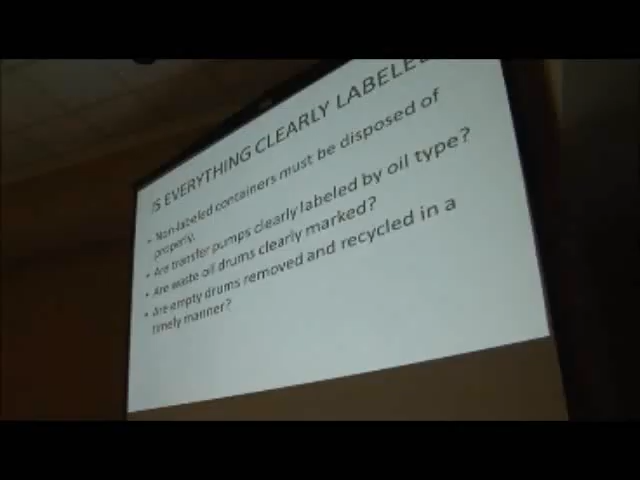 IS EVERYTHING CLEARLY LABELED
• Non-labeled containers must be disposed of
properly.
• Are transfer pumps clearly labeled by oil type?
• Are waste oil drums clearly marked?
• Are empty drums removed and recycled in a
timely manner?